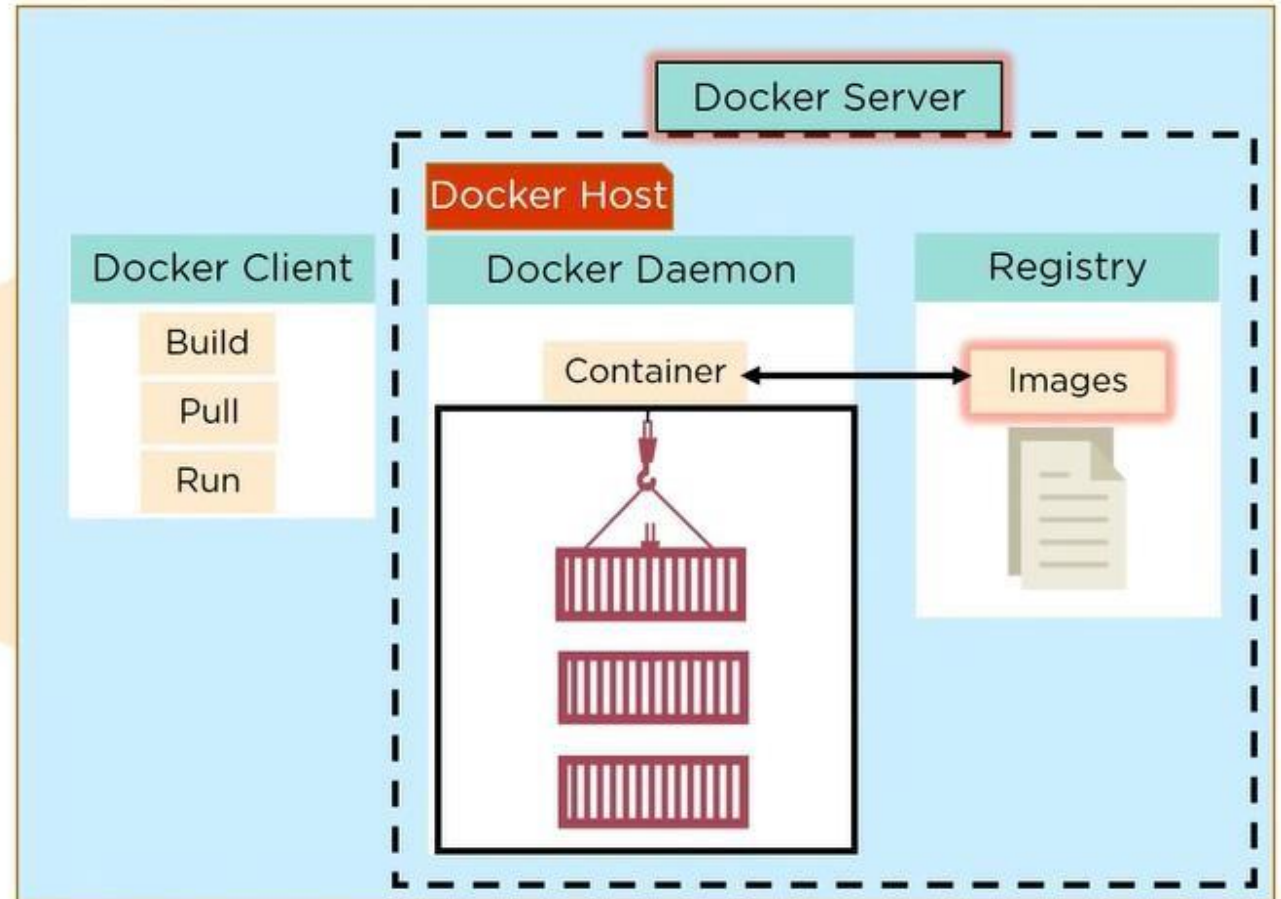 Docker Server
Docker Host
Docker Client
Build
Pull
Run
Docker Daemon
Container
Registry
Images